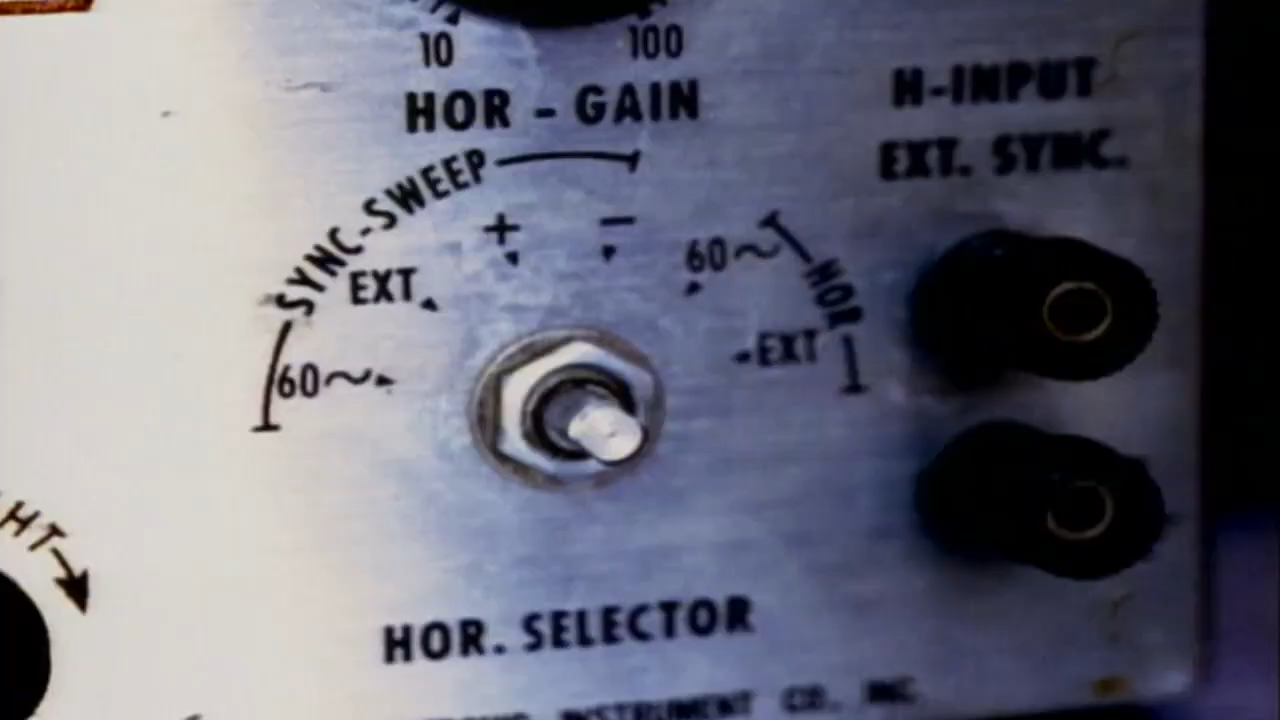 10 100
HOR - GAIN
H-INPUT
EXT. SYNC.
SYNC-SWEEP
+ −
EXT
60~
60~
HOR
EXT
HT
HOR. SELECTOR
INSTRUMENT CO., INC.